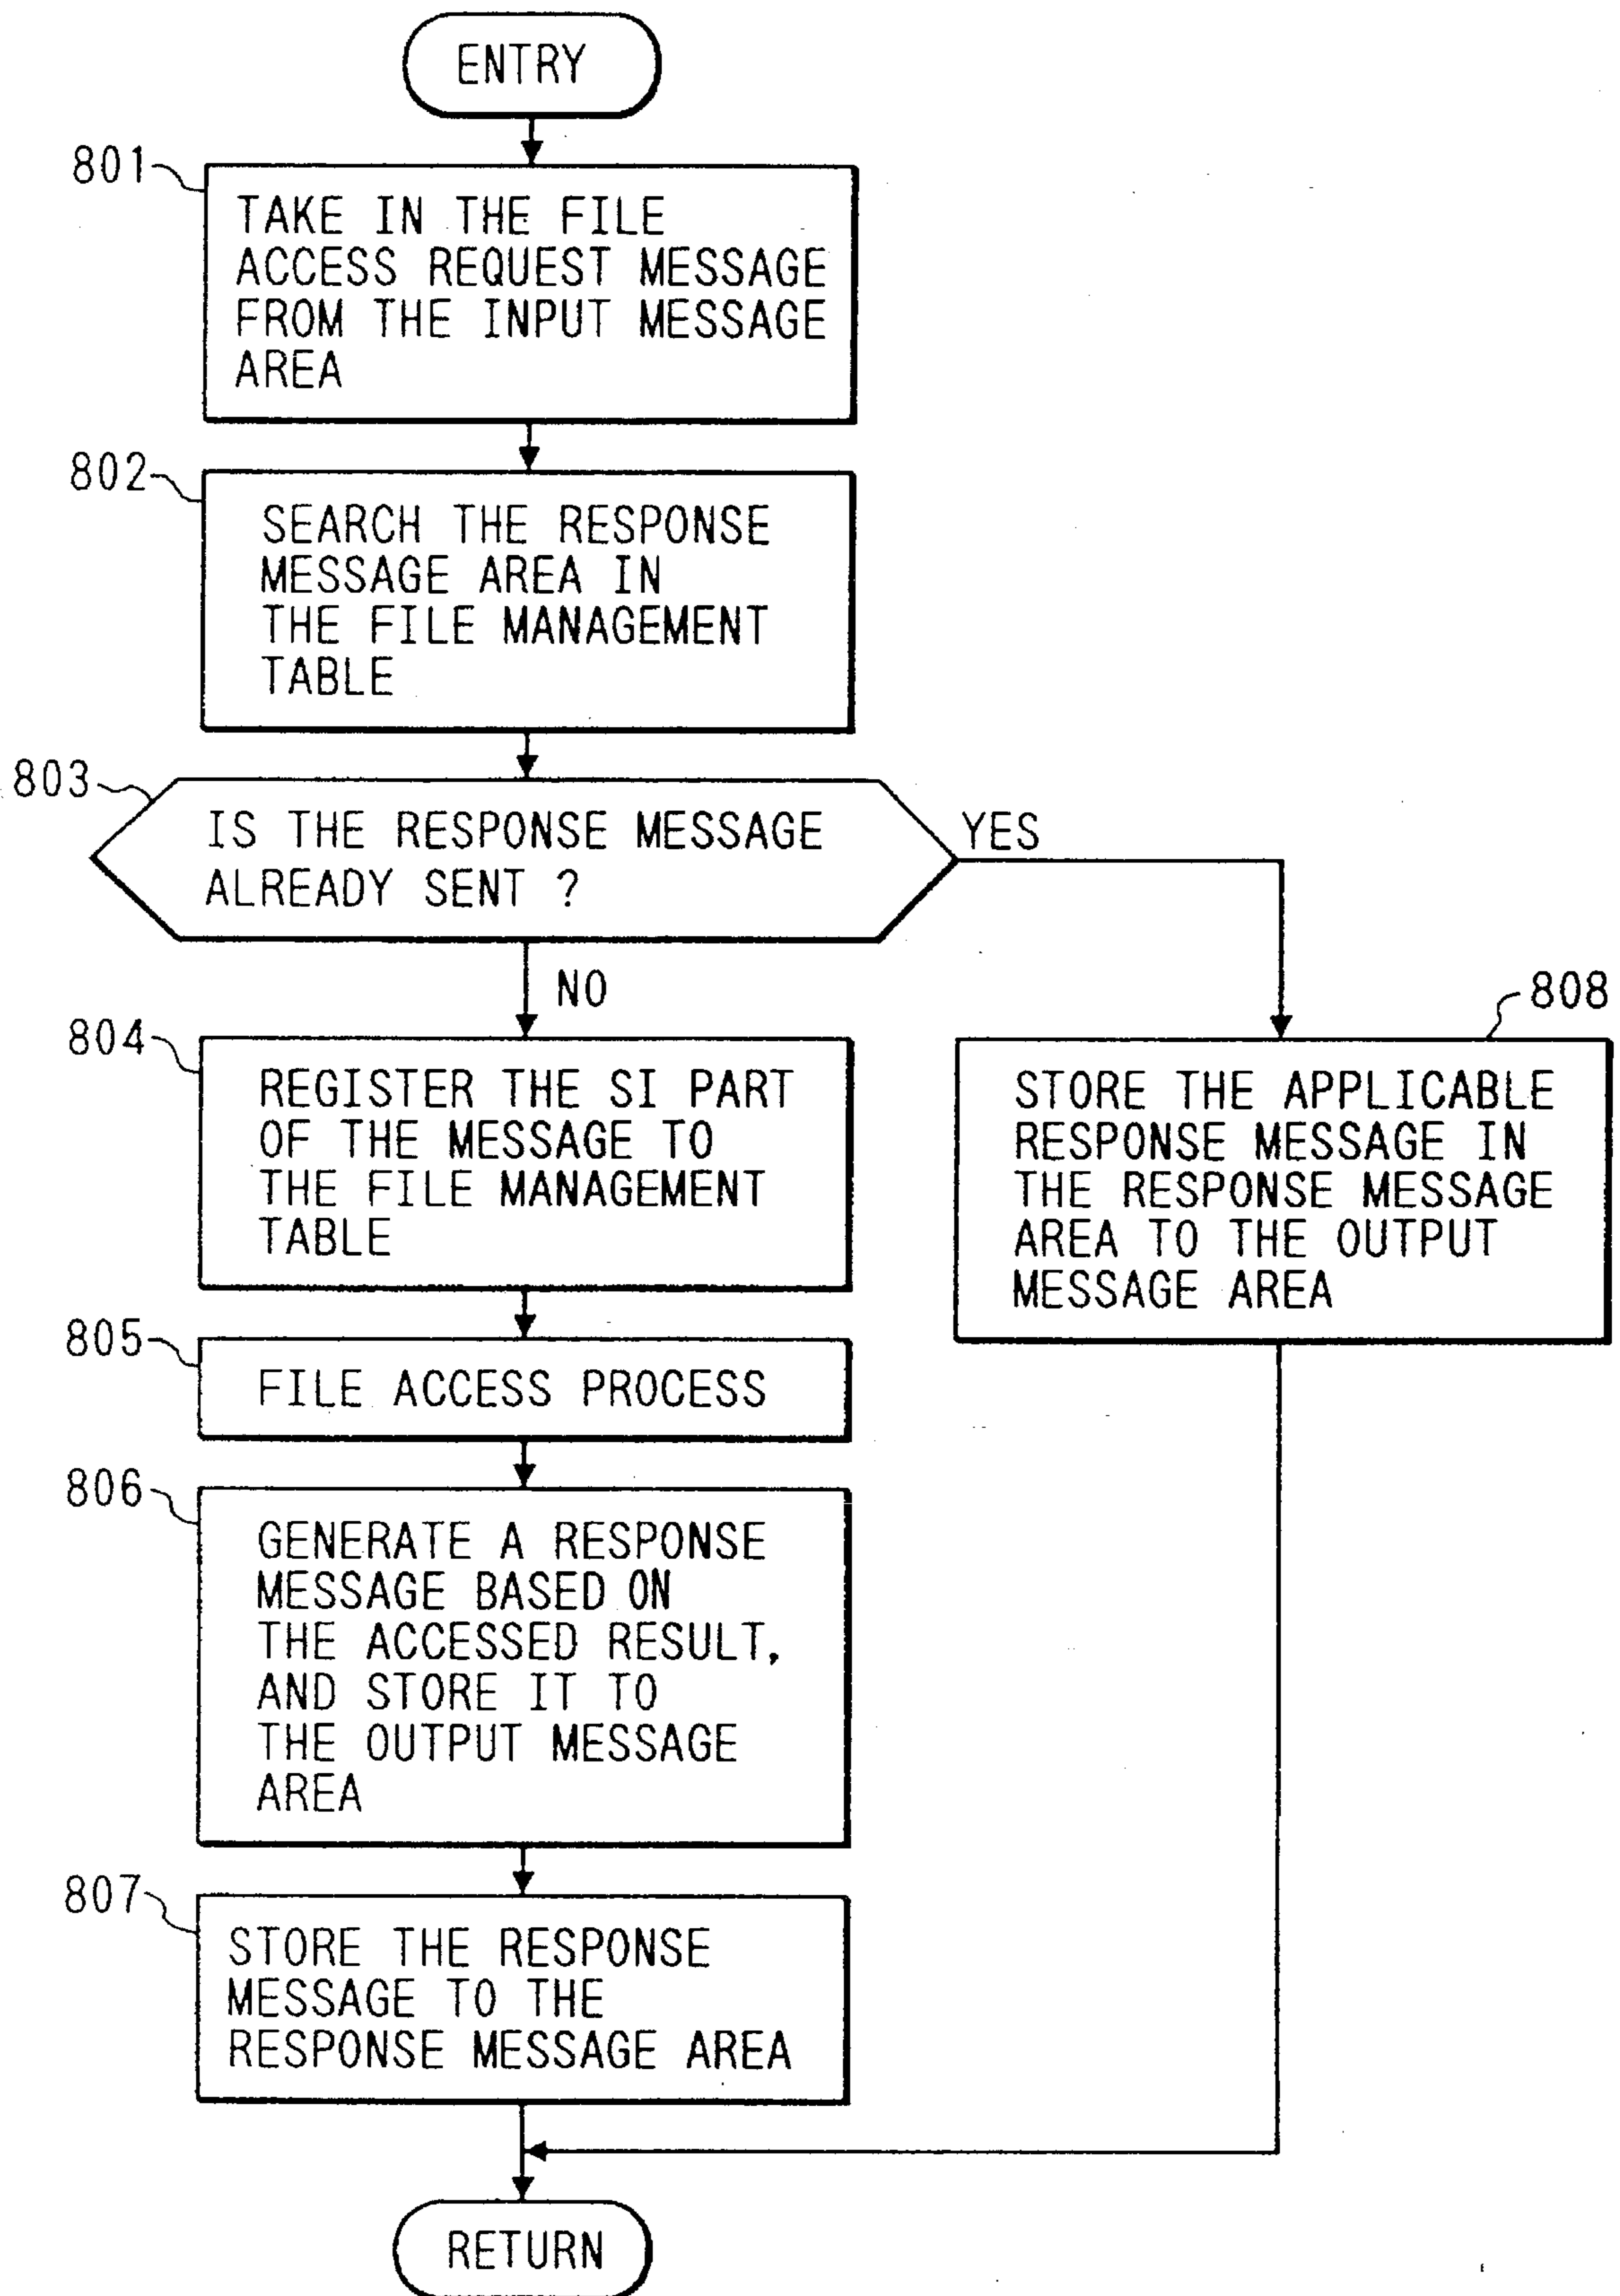 ENTRY
801
TAKE IN THE FILE
ACCESS REQUEST MESSAGE
FROM THE INPUT MESSAGE
AREA
802
SEARCH THE RESPONSE
MESSAGE AREA IN
THE FILE MANAGEMENT
TABLE
803
IS THE RESPONSE MESSAGE
ALREADY SENT ?
YES
NO
804
REGISTER THE SI PART
OF THE MESSAGE TO
THE FILE MANAGEMENT
TABLE
808
STORE THE APPLICABLE
RESPONSE MESSAGE IN
THE RESPONSE MESSAGE
AREA TO THE OUTPUT
MESSAGE AREA
805
FILE ACCESS PROCESS
806
GENERATE A RESPONSE
MESSAGE BASED ON
THE ACCESSED RESULT,
AND STORE IT TO
THE OUTPUT MESSAGE
AREA
807
STORE THE RESPONSE
MESSAGE TO THE
RESPONSE MESSAGE AREA
RETURN